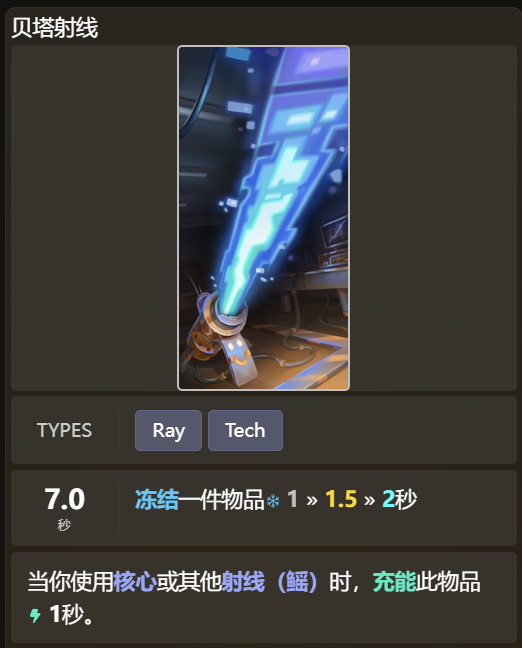 贝塔射线
TYPES
Ray
Tech
7.0
秒
冻结一件物品 1 » 1.5 » 2秒
当你使用核心或其他射线（鳐）时，充能此物品
1秒。